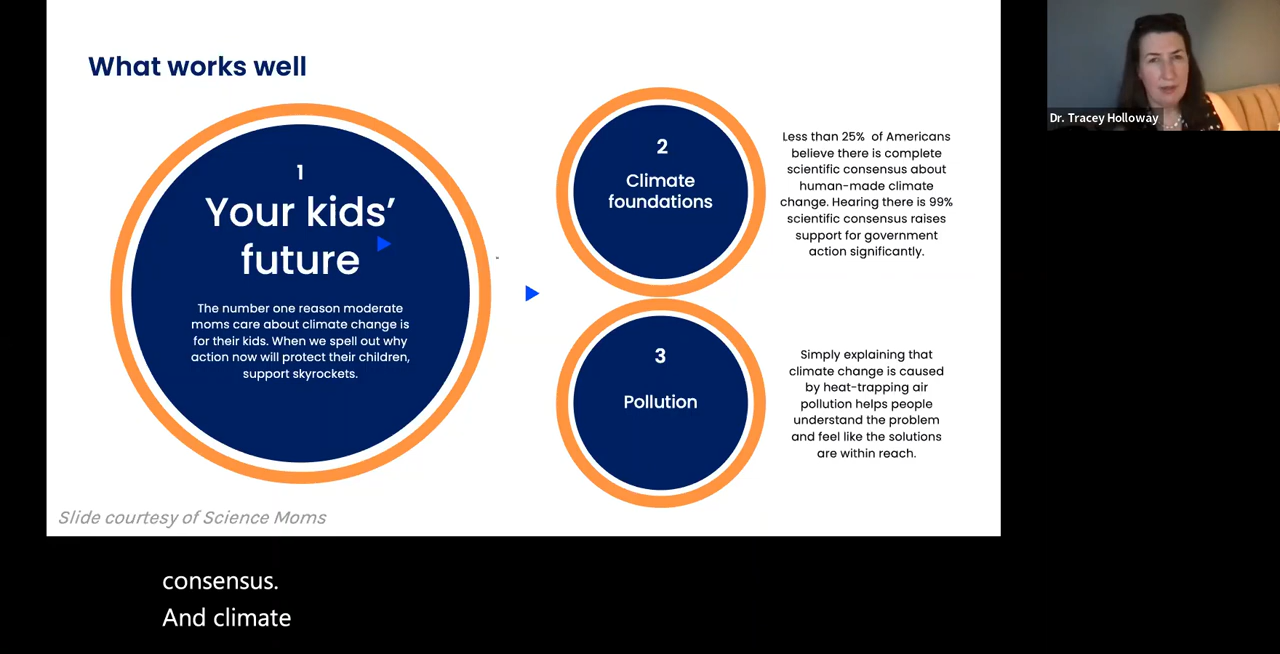 What works well
1
Your kids’
future
The number one reason moderate
moms care about climate change is
for their kids. When we spell out why
action now will protect their children,
support skyrockets.
2
Climate
foundations
Less than 25% of Americans
believe there is complete
scientific consensus about
human-made climate
change. Hearing there is 99%
scientific consensus raises
support for government
action significantly.
3
Pollution
Simply explaining that
climate change is caused
by heat-trapping air
pollution helps people
understand the problem
and feel like the solutions
are within reach.
Slide courtesy of Science Moms
Dr. Tracey Holloway
consensus.
And climate